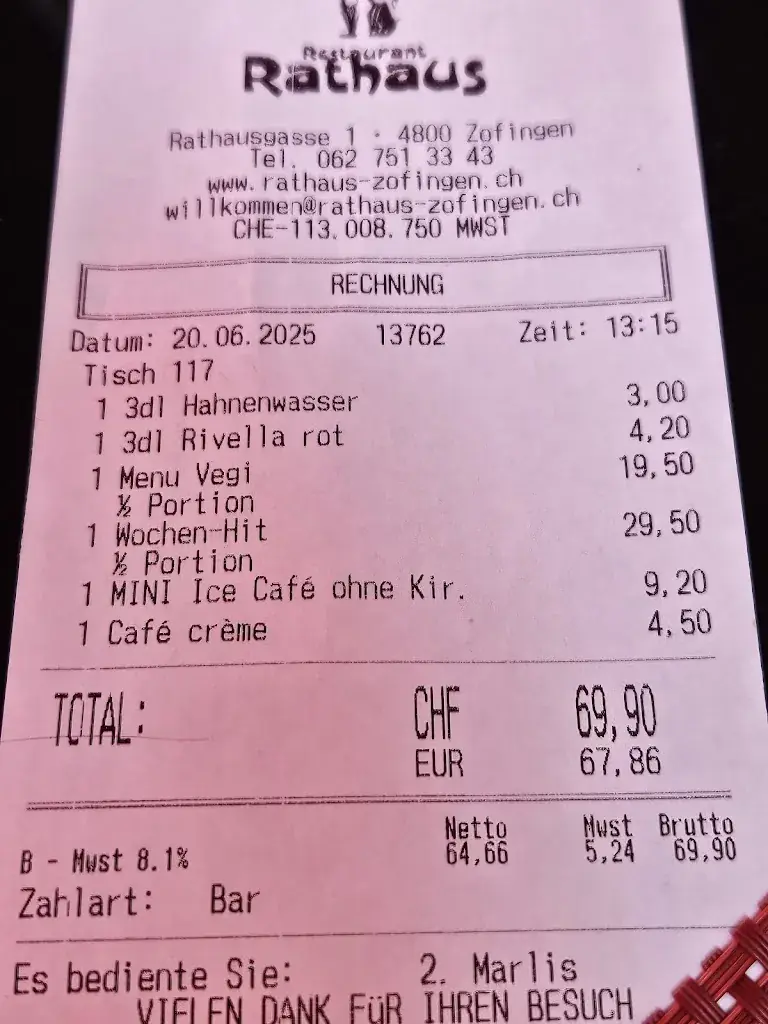 Restaurant
Rathaus
Rathausgasse 1 · 4800 Zofingen
Tel. 062 751 33 43
www.rathaus-zofingen.ch
willkommen@rathaus-zofingen.ch
CHE-113.008.750 MWST
RECHNUNG
Datum: 20.06.2025 13762 Zeit: 13:15
Tisch 117
1 3dl Hahnenwasser 3,00
1 3dl Rivella rot 4,20
1 Menu Vegi 19,50
½ Portion
1 Wochen-Hit 29,50
½ Portion
1 MINI Ice Café ohne Kir. 9,20
1 Café crème 4,50
TOTAL: CHF 69,90
EUR 67,86
Netto Mwst Brutto
B - Mwst 8.1% 64,66 5,24 69,90
Zahlart: Bar
Es bediente Sie: 2. Marlis
VIELEN DANK FüR IHREN BESUCH